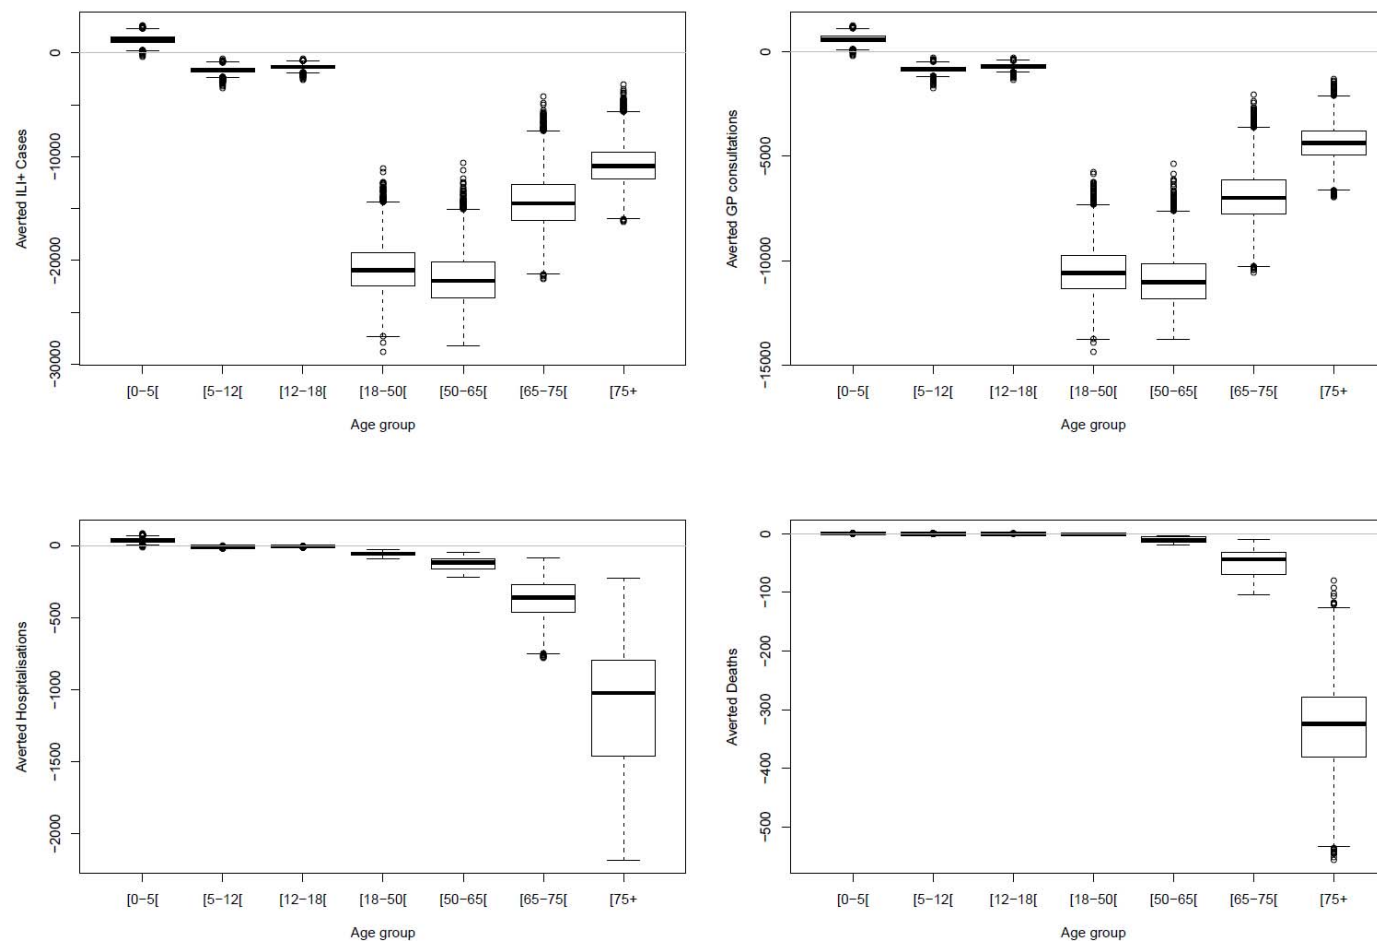 Averted ILI+ Cases
0
−10000
−20000
−30000
[0−5[ [5−12[ [12−18[ [18−50[ [50−65[ [65−75[ [75+
Age group
Averted GP consultations
0
−5000
−10000
−15000
[0−5[ [5−12[ [12−18[ [18−50[ [50−65[ [65−75[ [75+
Age group
Averted Hospitalisations
0
−500
−1000
−1500
−2000
[0−5[ [5−12[ [12−18[ [18−50[ [50−65[ [65−75[ [75+
Age group
Averted Deaths
0
−100
−200
−300
−400
−500
[0−5[ [5−12[ [12−18[ [18−50[ [50−65[ [65−75[ [75+
Age group